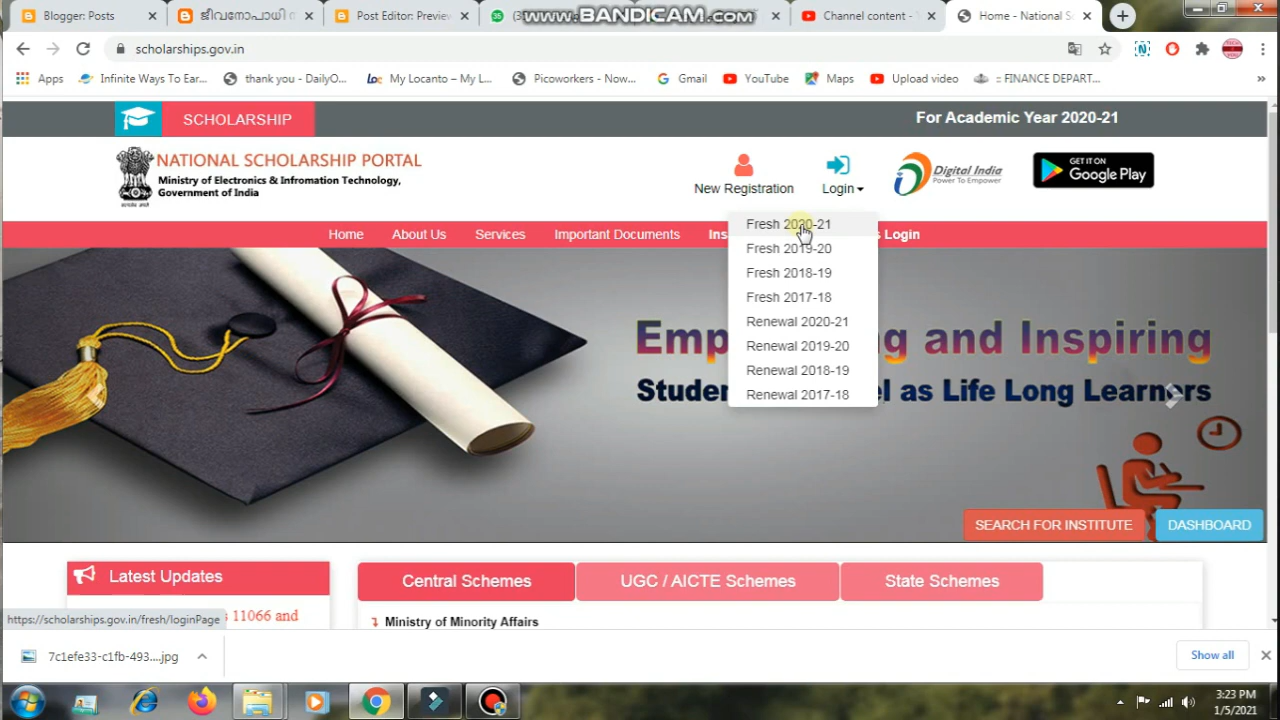 Blogger: Posts
ജീവനോപാധി
Post Editor: Preview
www.BANDICAM.com
Channel content -
Home - National S
scholarships.gov.in
Apps
Infinite Ways To Ear...
thank you - DailyO...
My Locanto – My L...
Picoworkers - Now...
Gmail
YouTube
Maps
Upload video
:: FINANCE DEPART...
SCHOLARSHIP
For Academic Year 2020-21
NATIONAL SCHOLARSHIP PORTAL
Ministry of Electronics & Infromation Technology,
Government of India
New Registration
Login
Digital India
Power To Empower
GET IT ON
Google Play
Home
About Us
Services
Important Documents
Ins
s Login
Fresh 2020-21
Fresh 2019-20
Fresh 2018-19
Fresh 2017-18
Renewal 2020-21
Renewal 2019-20
Renewal 2018-19
Renewal 2017-18
Emp g and Inspiring
Stude el as Life Long Learners
SEARCH FOR INSTITUTE
DASHBOARD
Latest Updates
Central Schemes
UGC / AICTE Schemes
State Schemes
s 11066 and
Ministry of Minority Affairs
https://scholarships.gov.in/fresh/loginPage
7c1efe33-c1fb-493....jpg
Show all
3:23 PM
1/5/2021